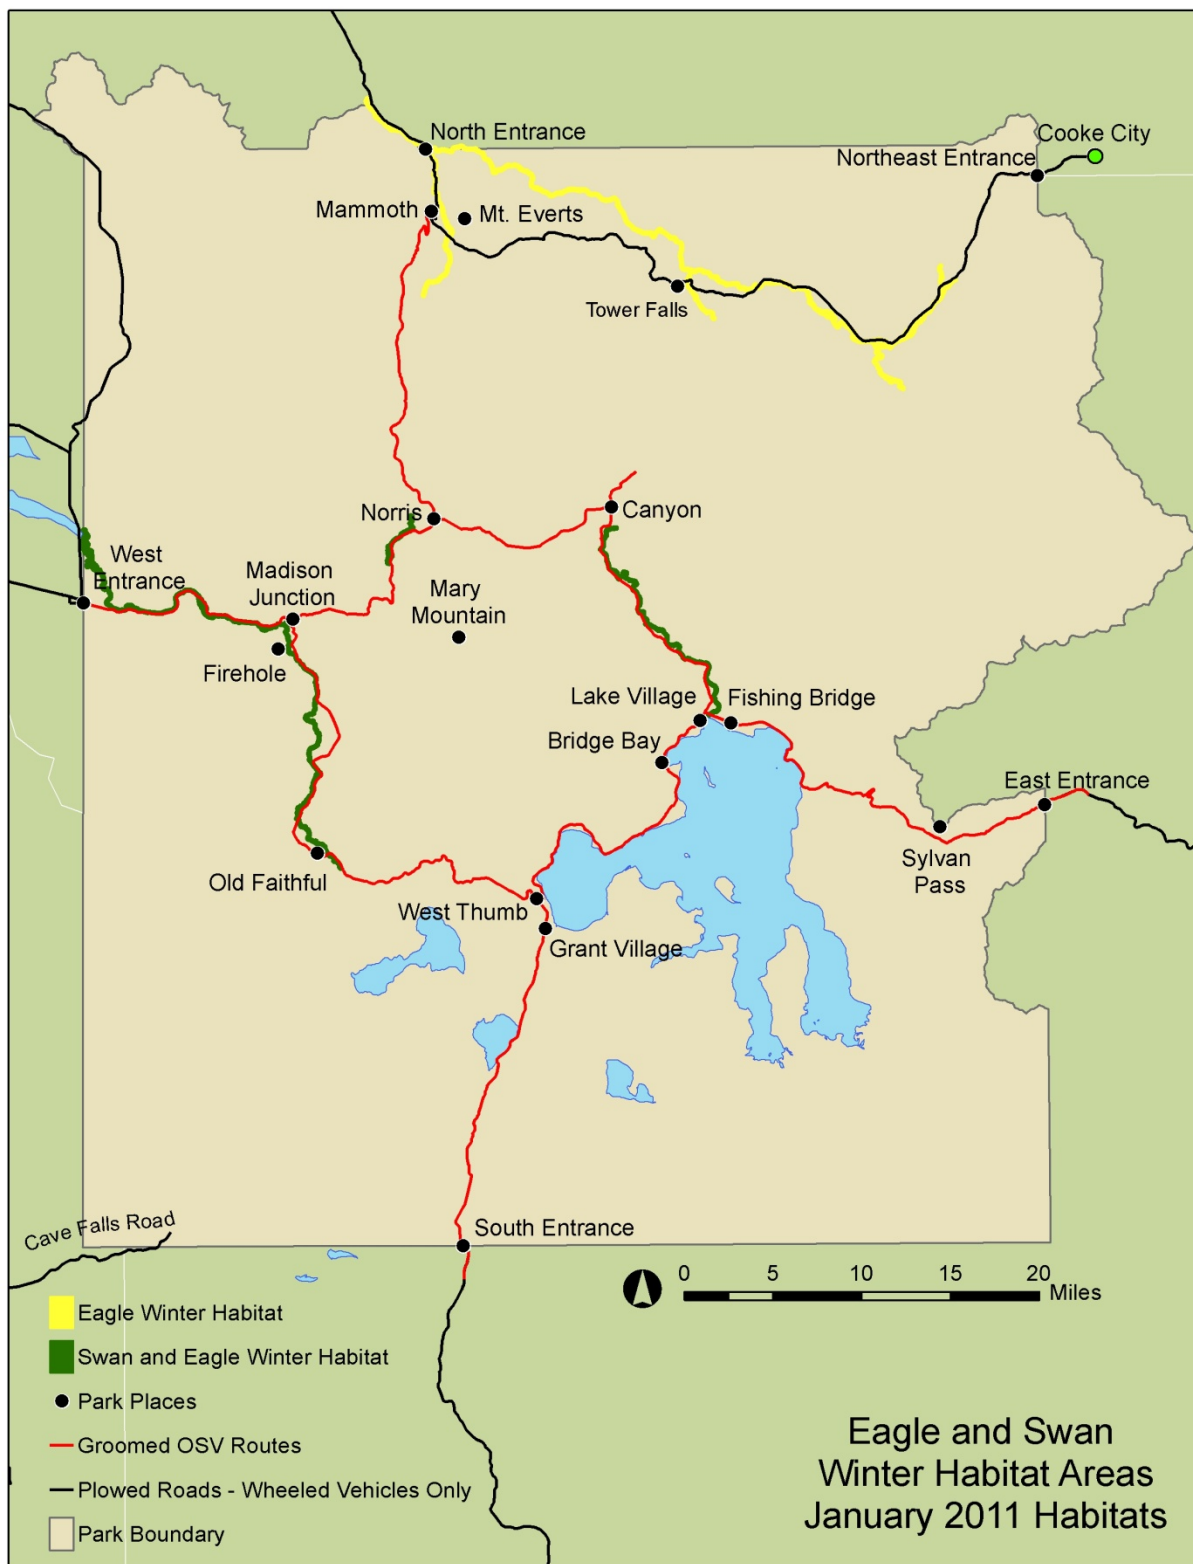 North Entrance
Cooke City
Northeast Entrance
Mammoth
Mt. Everts
Tower Falls
Norris
Canyon
West
Entrance
Madison
Junction
Mary
Mountain
Firehole
Lake Village
Fishing Bridge
Bridge Bay
East Entrance
Sylvan
Pass
Old Faithful
West Thumb
Grant Village
Cave Falls Road
South Entrance
0 5 10 15 20
Miles
Eagle Winter Habitat
Swan and Eagle Winter Habitat
Park Places
Groomed OSV Routes
Plowed Roads - Wheeled Vehicles Only
Park Boundary
Eagle and Swan
Winter Habitat Areas
January 2011 Habitats